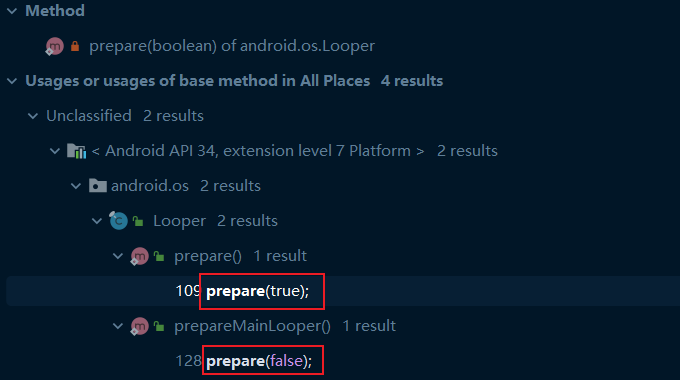 Method
prepare(boolean) of android.os.Looper
Usages or usages of base method in All Places 4 results
Unclassified 2 results
< Android API 34, extension level 7 Platform > 2 results
android.os 2 results
Looper 2 results
prepare() 1 result
109 prepare(true);
prepareMainLooper() 1 result
128 prepare(false);